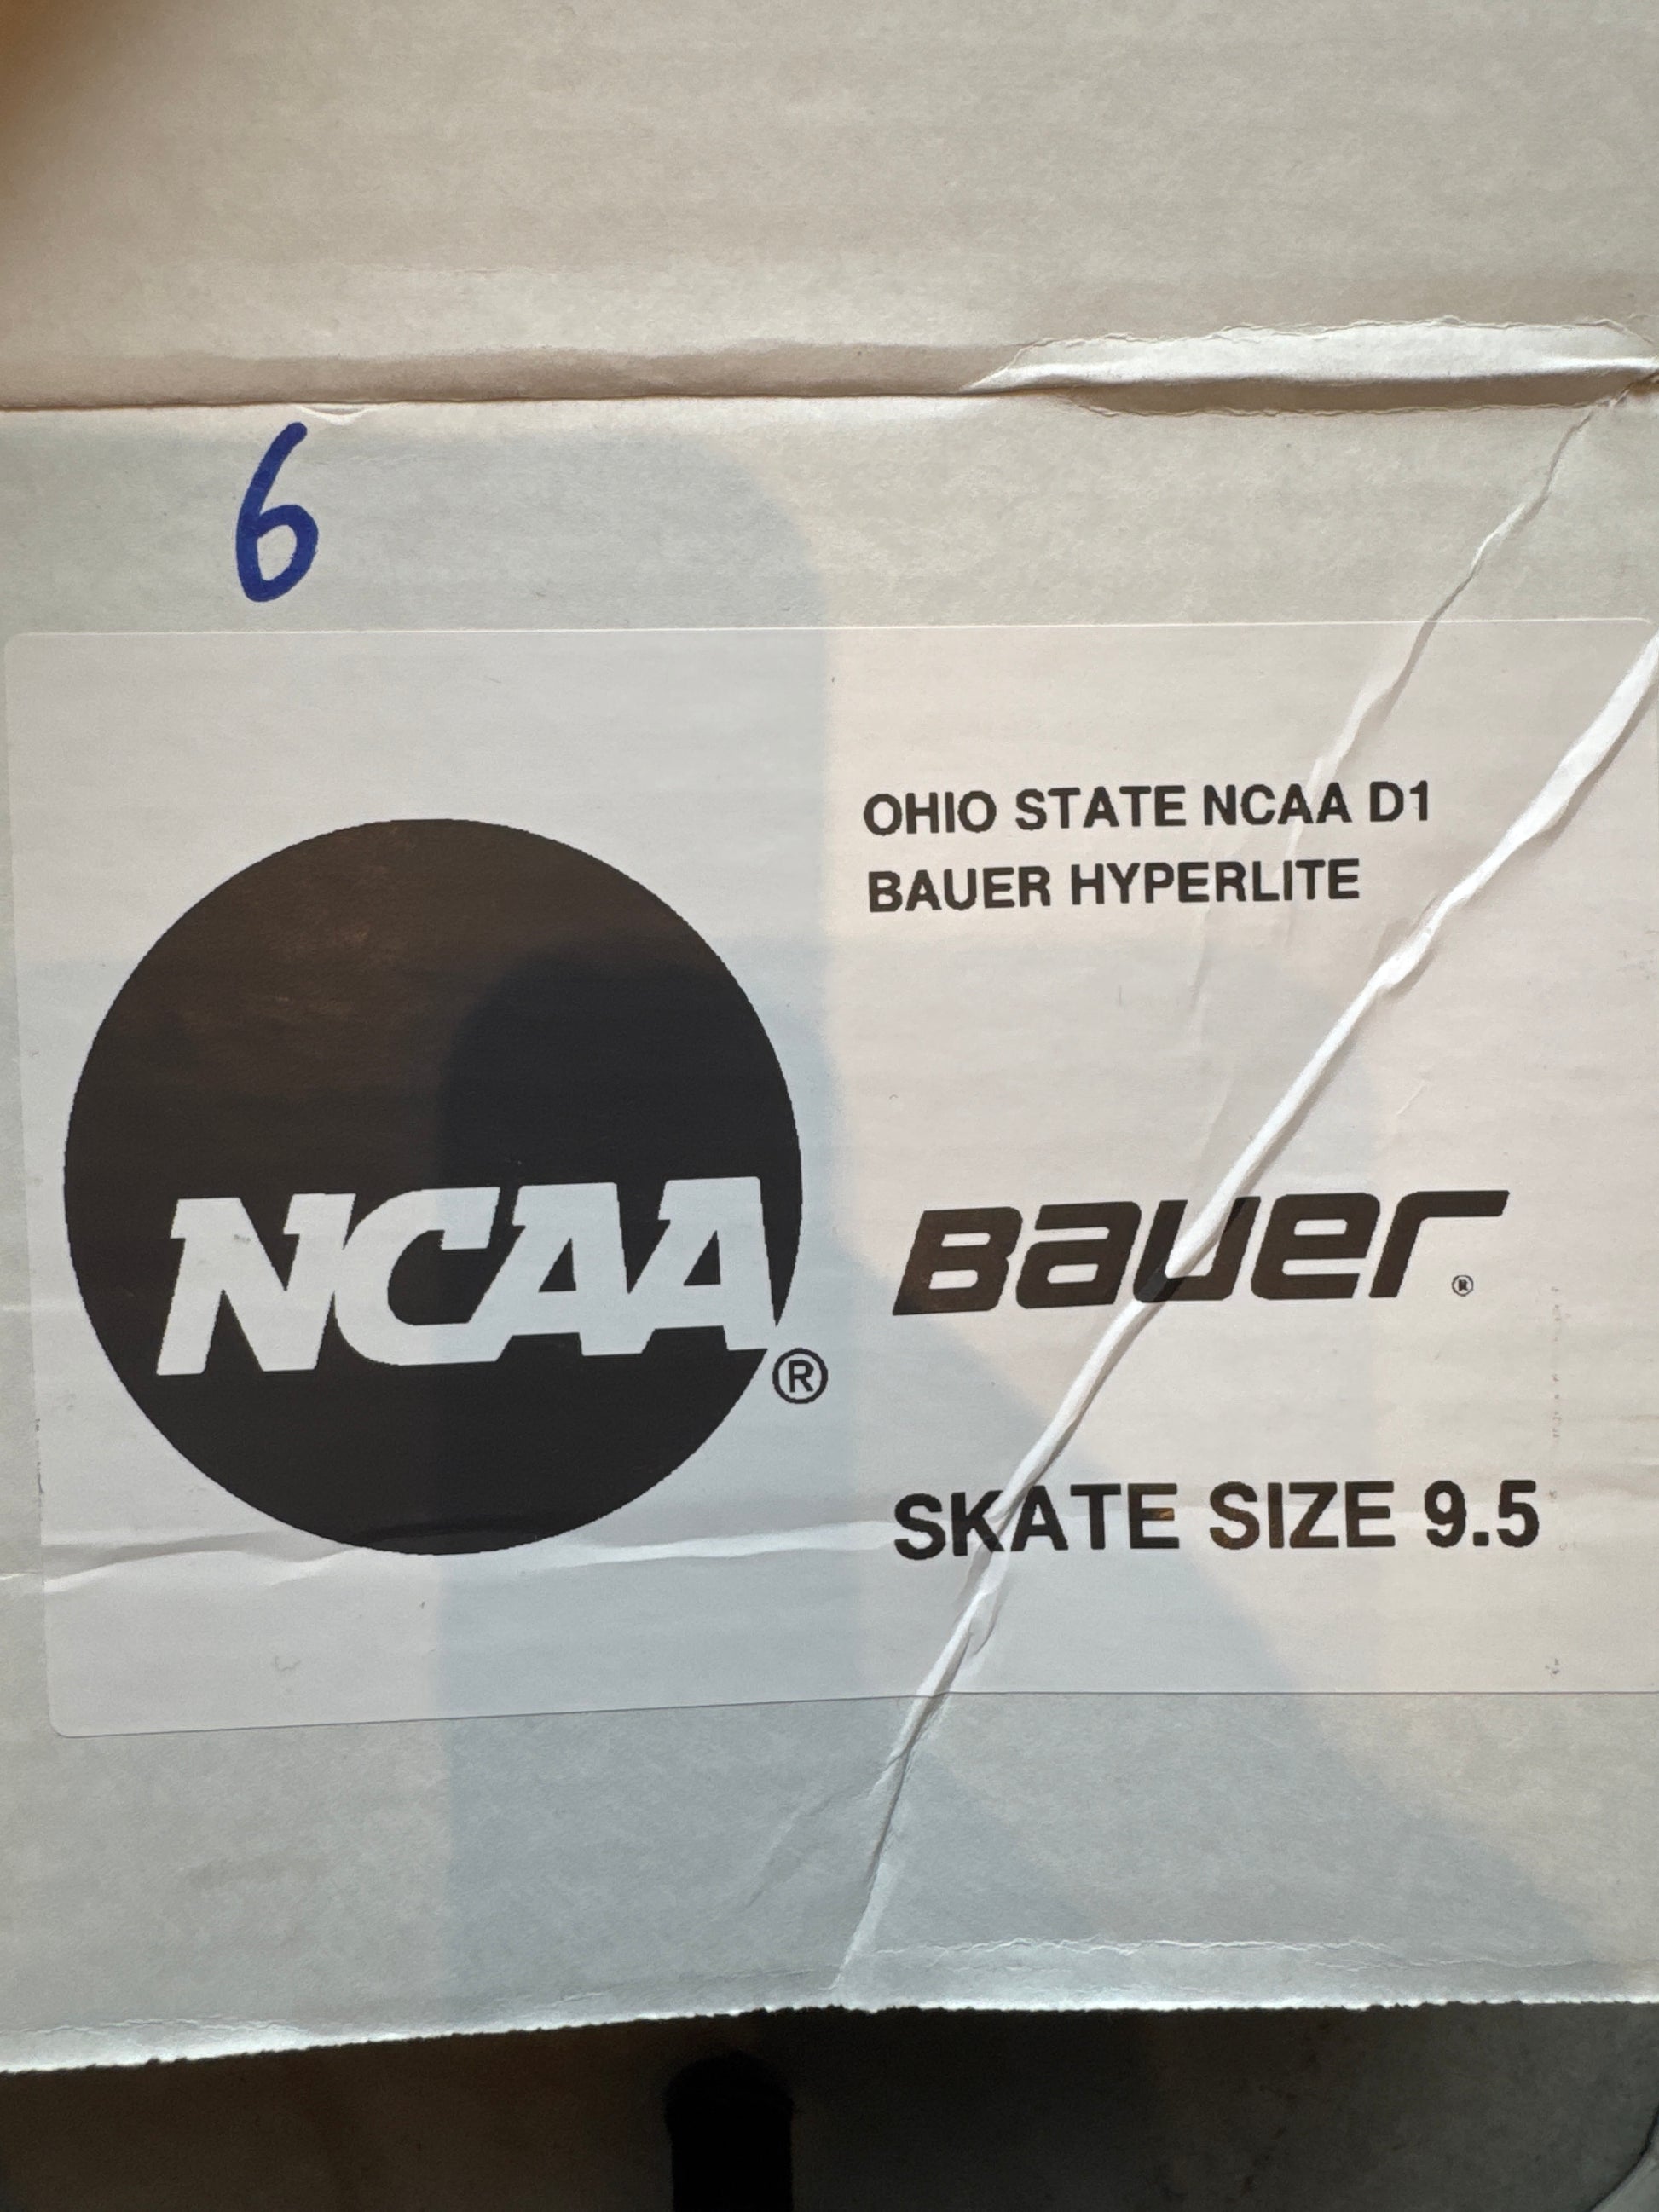 6
OHIO STATE NCAA D1
BAUER HYPERLITE
NCAA®
BAUER®
SKATE SIZE 9.5